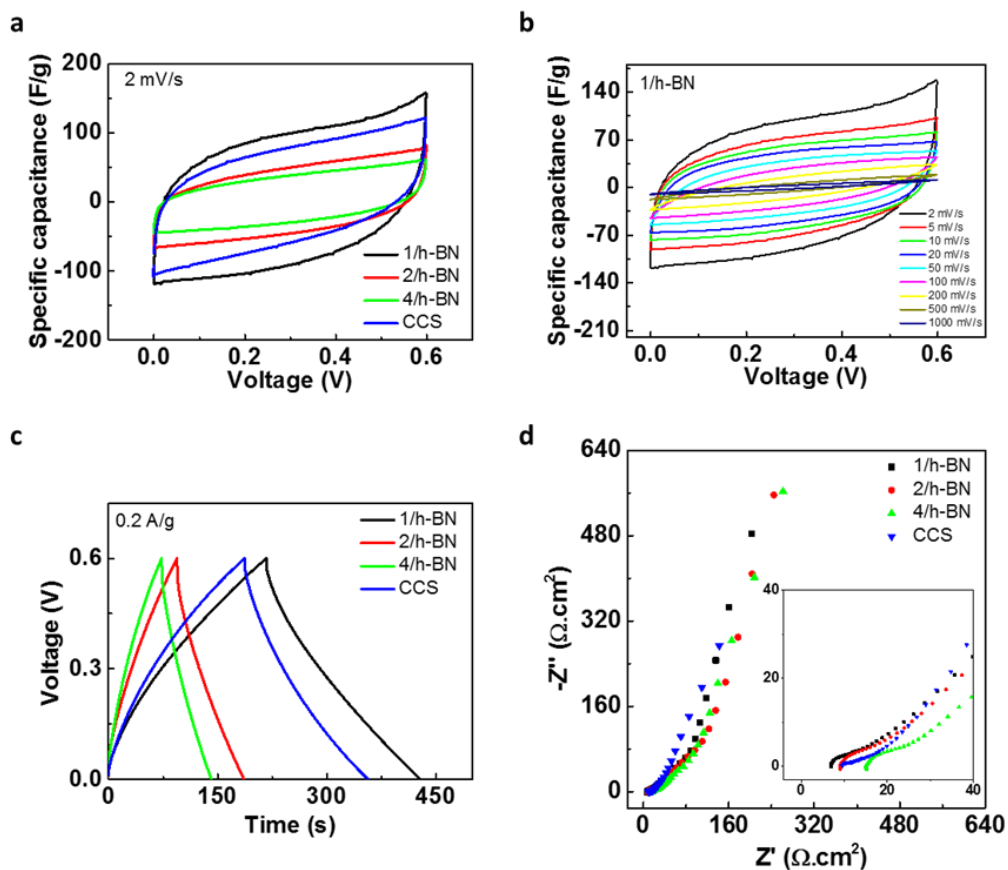 a
2 mV/s
Specific capacitance (F/g)
200
100
0
-100
-200
0.0
0.2
0.4
0.6
Voltage (V)
1/h-BN
2/h-BN
4/h-BN
CCS
b
1/h-BN
Specific capacitance (F/g)
140
70
0
-70
-140
-210
0.0
0.2
0.4
0.6
Voltage (V)
2 mV/s
5 mV/s
10 mV/s
20 mV/s
50 mV/s
100 mV/s
200 mV/s
500 mV/s
1000 mV/s
c
0.2 A/g
Voltage (V)
0.6
0.3
0.0
0
150
300
450
Time (s)
1/h-BN
2/h-BN
4/h-BN
CCS
d
-Z'' (Ω.cm²)
640
480
320
160
0
0
160
320
480
640
Z' (Ω.cm²)
1/h-BN
2/h-BN
4/h-BN
CCS
40
20
0
0
20
40